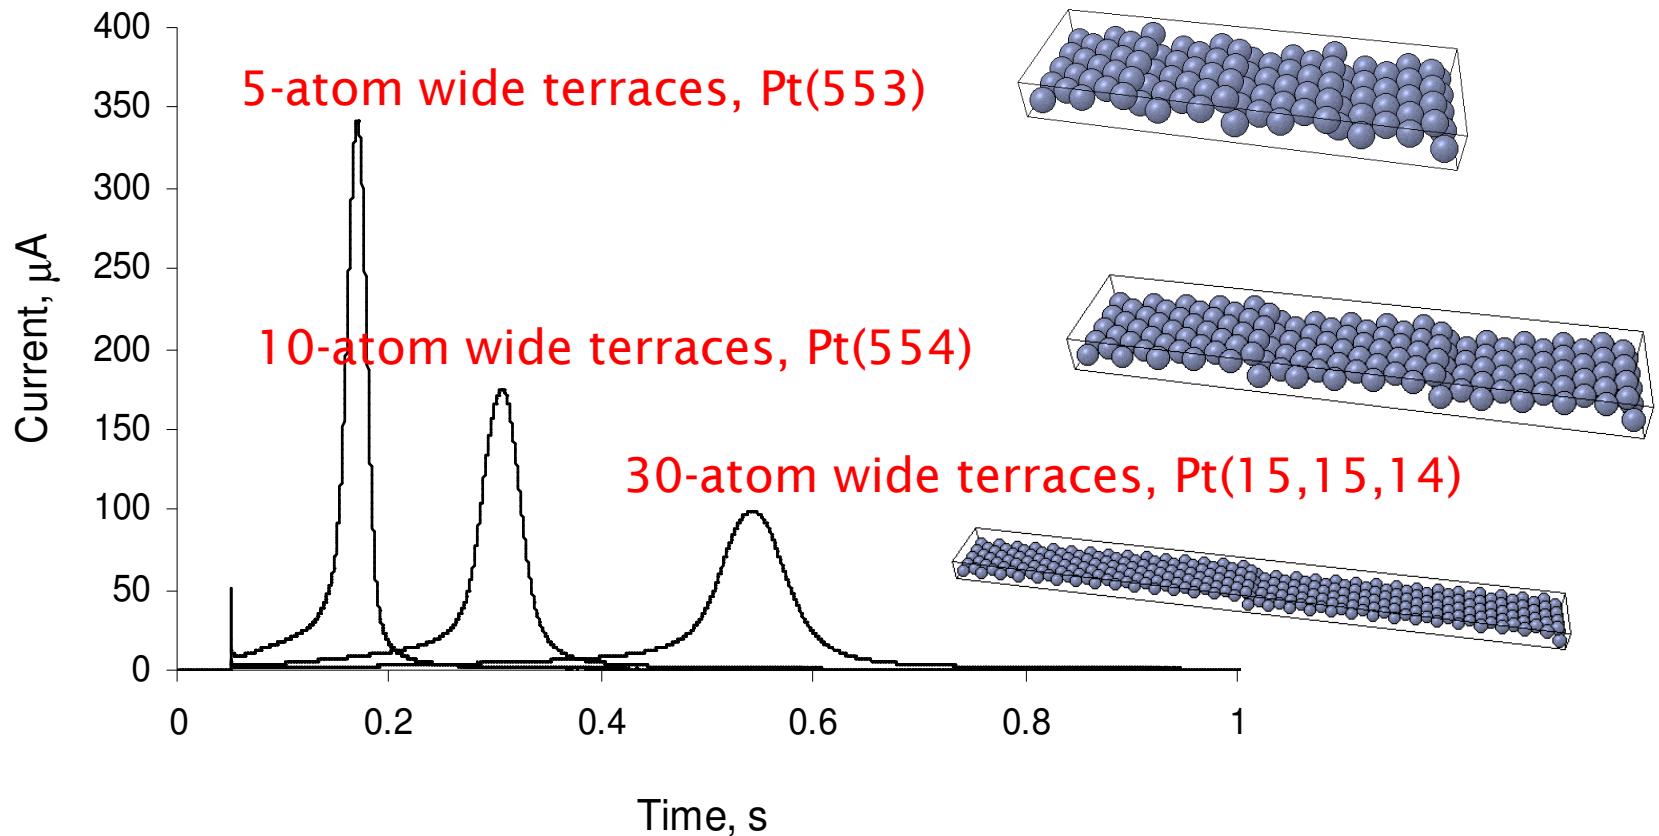 400
5-atom wide terraces, Pt(553)
350
300
250
10-atom wide terraces, Pt(554)
200
150
30-atom wide terraces, Pt(15,15,14)
100
50
0
Current, μA
0 0.2 0.4 0.6 0.8 1
Time, s